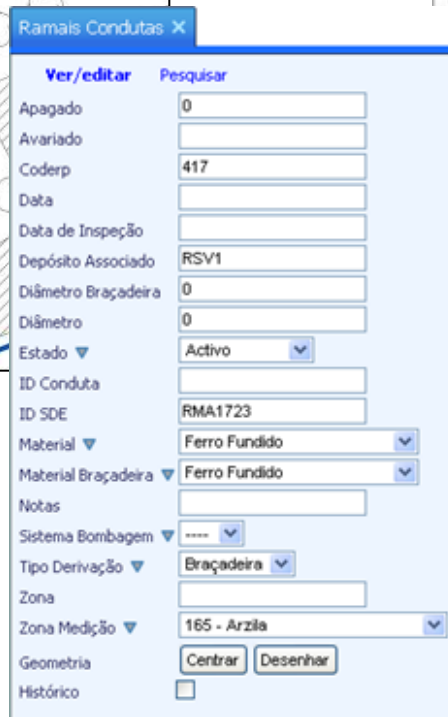 Ramais Condutas ×
Ver/editar Pesquisar
Apagado 0
Avariado
Coderp 417
Data
Data de Inspeção
Depósito Associado RSV1
Diâmetro Braçadeira 0
Diâmetro 0
Estado Activo
ID Conduta
ID SDE RMA1723
Material Ferro Fundido
Material Braçadeira Ferro Fundido
Notas
Sistema Bombagem ----
Tipo Derivação Braçadeira
Zona
Zona Medição 165 - Arzila
Geometria Centrar Desenhar
Histórico